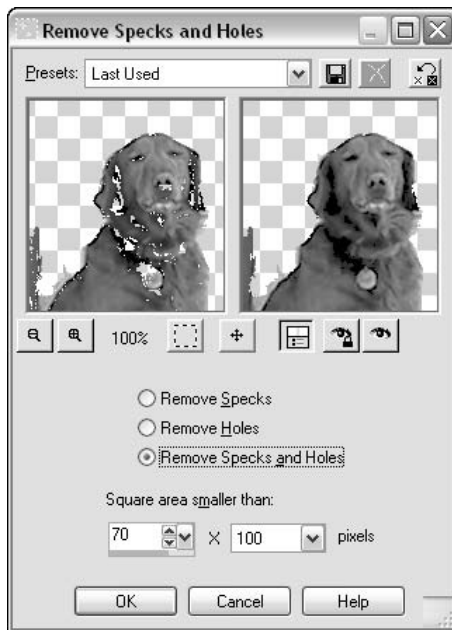 Remove Specks and Holes
Presets: Last Used
100%
Remove Specks
Remove Holes
Remove Specks and Holes
Square area smaller than:
70 X 100 pixels
OK Cancel Help